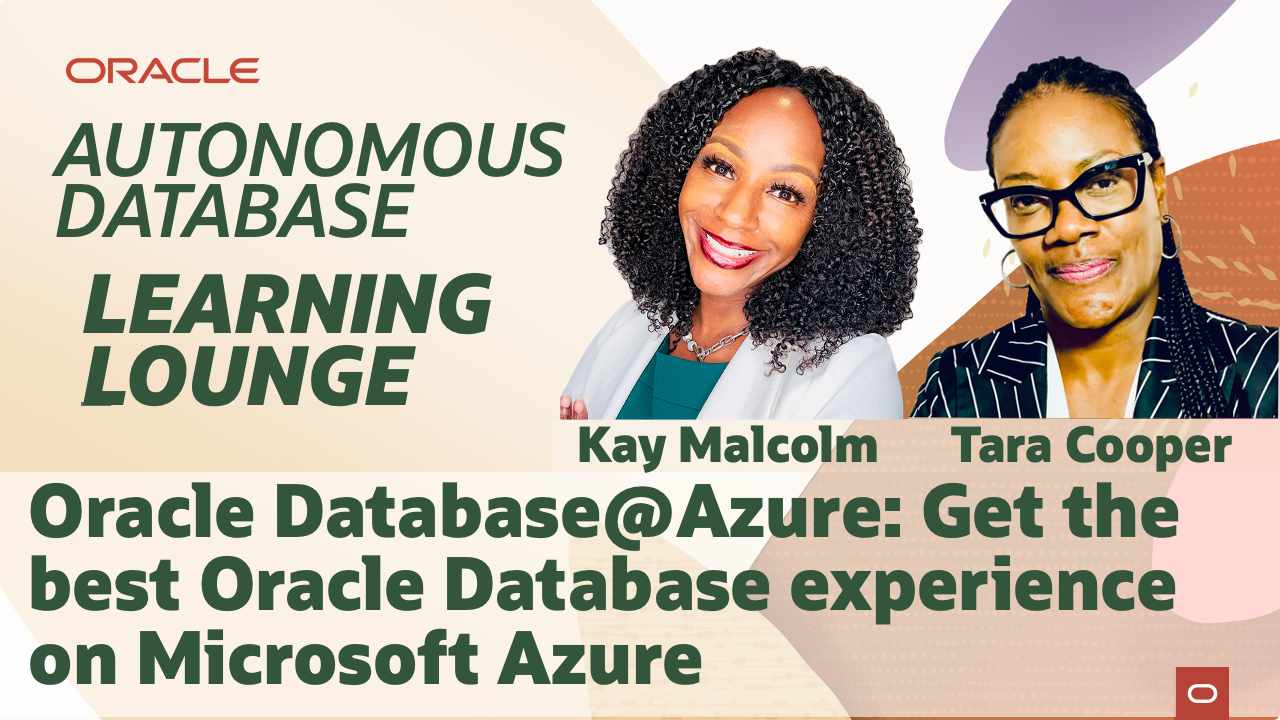 ORACLE
AUTONOMOUS
DATABASE
LEARNING
LOUNGE
Kay Malcolm
Tara Cooper
Oracle Database@Azure: Get the
best Oracle Database experience
on Microsoft Azure